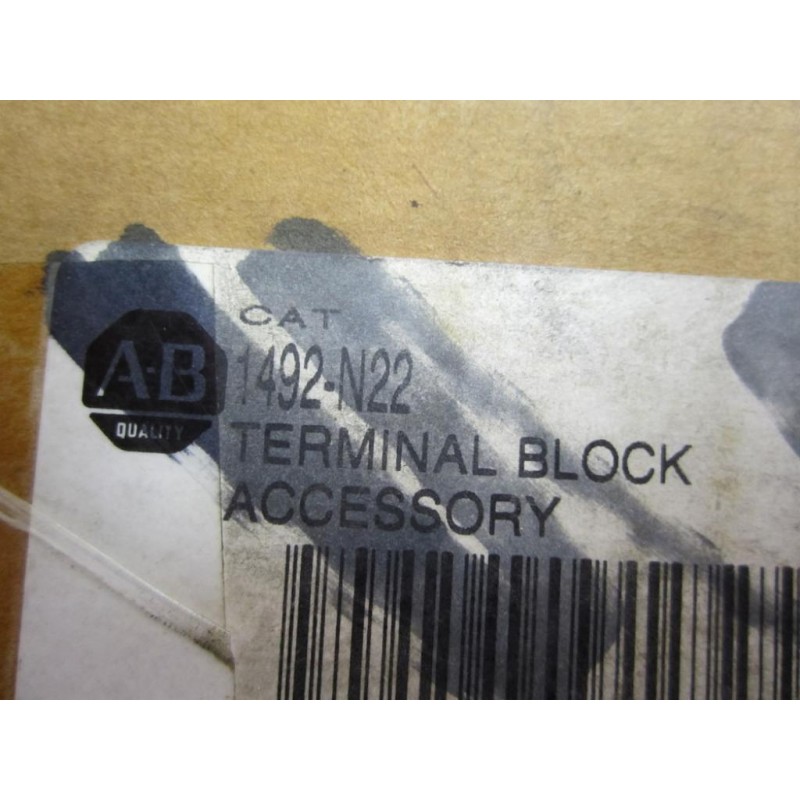 A-B
QUALITY
CAT
1492-N22
TERMINAL BLOCK
ACCESSORY